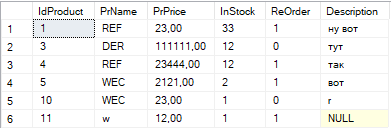 IdProduct PrName PrPrice InStock ReOrder Description
1 1 REF 23,00 33 1 ну вот
2 3 DER 111111,00 12 0 тут
3 4 REF 23444,00 12 1 так
4 5 WEC 2121,00 2 1 вот
5 10 WEC 23,00 1 0 r
6 11 w 12,00 1 1 NULL